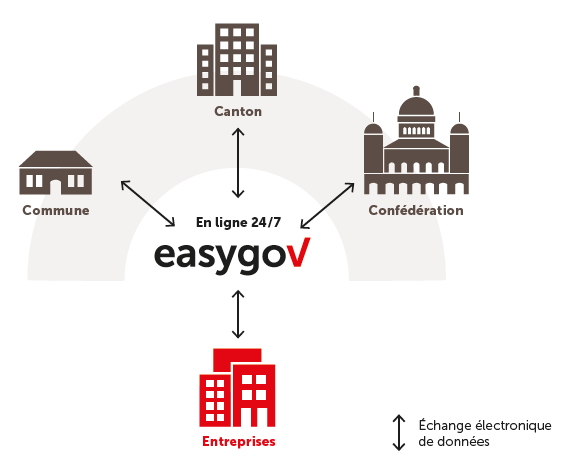 Canton
Commune
Confédération
En ligne 24/7
easygov
Entreprises
Échange électronique
de données